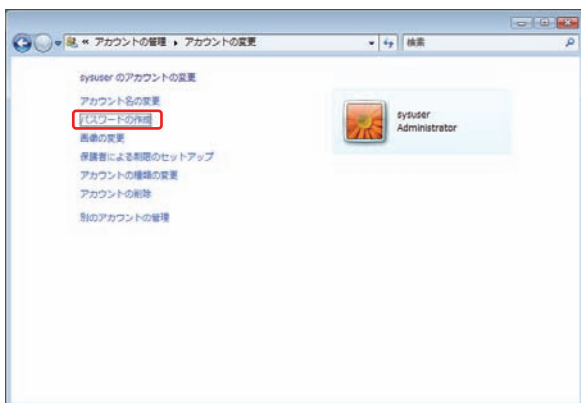 « アカウントの管理 ▸ アカウントの変更
検索
sysuser のアカウントの変更
アカウント名の変更
パスワードの作成
画像の変更
保護者による制限のセットアップ
アカウントの種類の変更
アカウントの削除
別のアカウントの管理
sysuser
Administrator